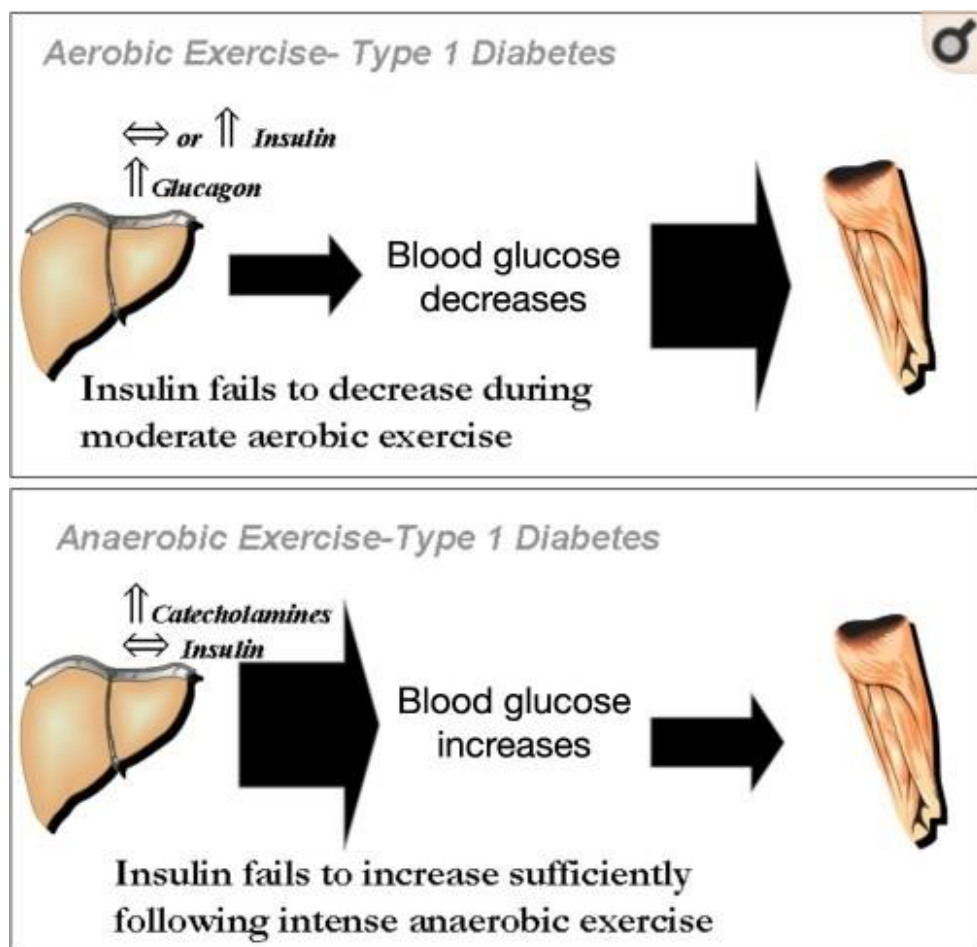 Aerobic Exercise- Type 1 Diabetes
⇔ or ⇑ Insulin
⇑ Glucagon
Blood glucose
decreases
Insulin fails to decrease during
moderate aerobic exercise
Anaerobic Exercise-Type 1 Diabetes
⇑ Catecholamines
⇔ Insulin
Blood glucose
increases
Insulin fails to increase sufficiently
following intense anaerobic exercise